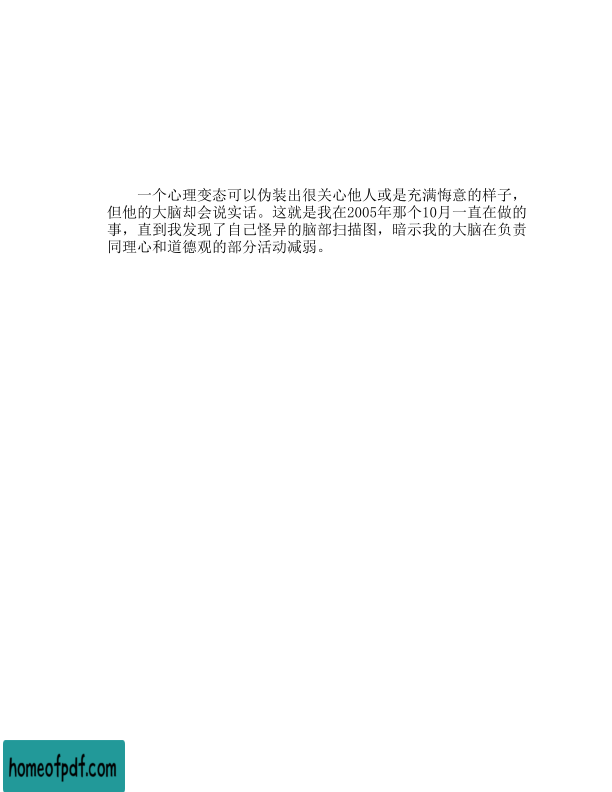 一个心理变态可以伪装出很关心他人或是充满悔意的样子，
但他的大脑却会说实话。这就是我在2005年那个10月一直在做的
事，直到我发现了自己怪异的脑部扫描图，暗示我的大脑在负责
同理心和道德观的部分活动减弱。
homeofpdf.com